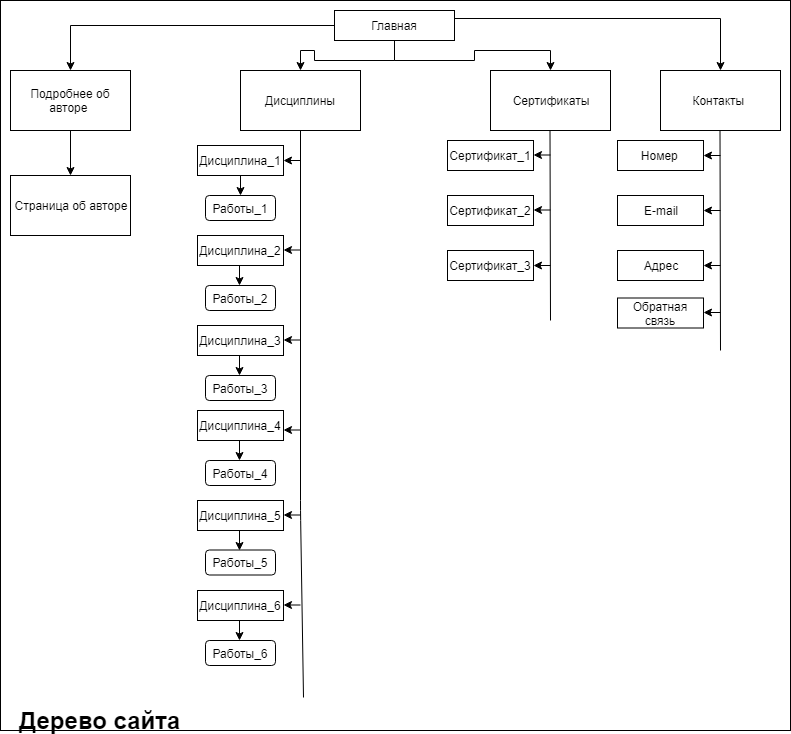 Главная
Подробнее об
авторе
Дисциплины
Сертификаты
Контакты
Страница об авторе
Дисциплина_1
Работы_1
Дисциплина_2
Работы_2
Дисциплина_3
Работы_3
Дисциплина_4
Работы_4
Дисциплина_5
Работы_5
Дисциплина_6
Работы_6
Сертификат_1
Сертификат_2
Сертификат_3
Номер
E-mail
Адрес
Обратная
связь
Дерево сайта